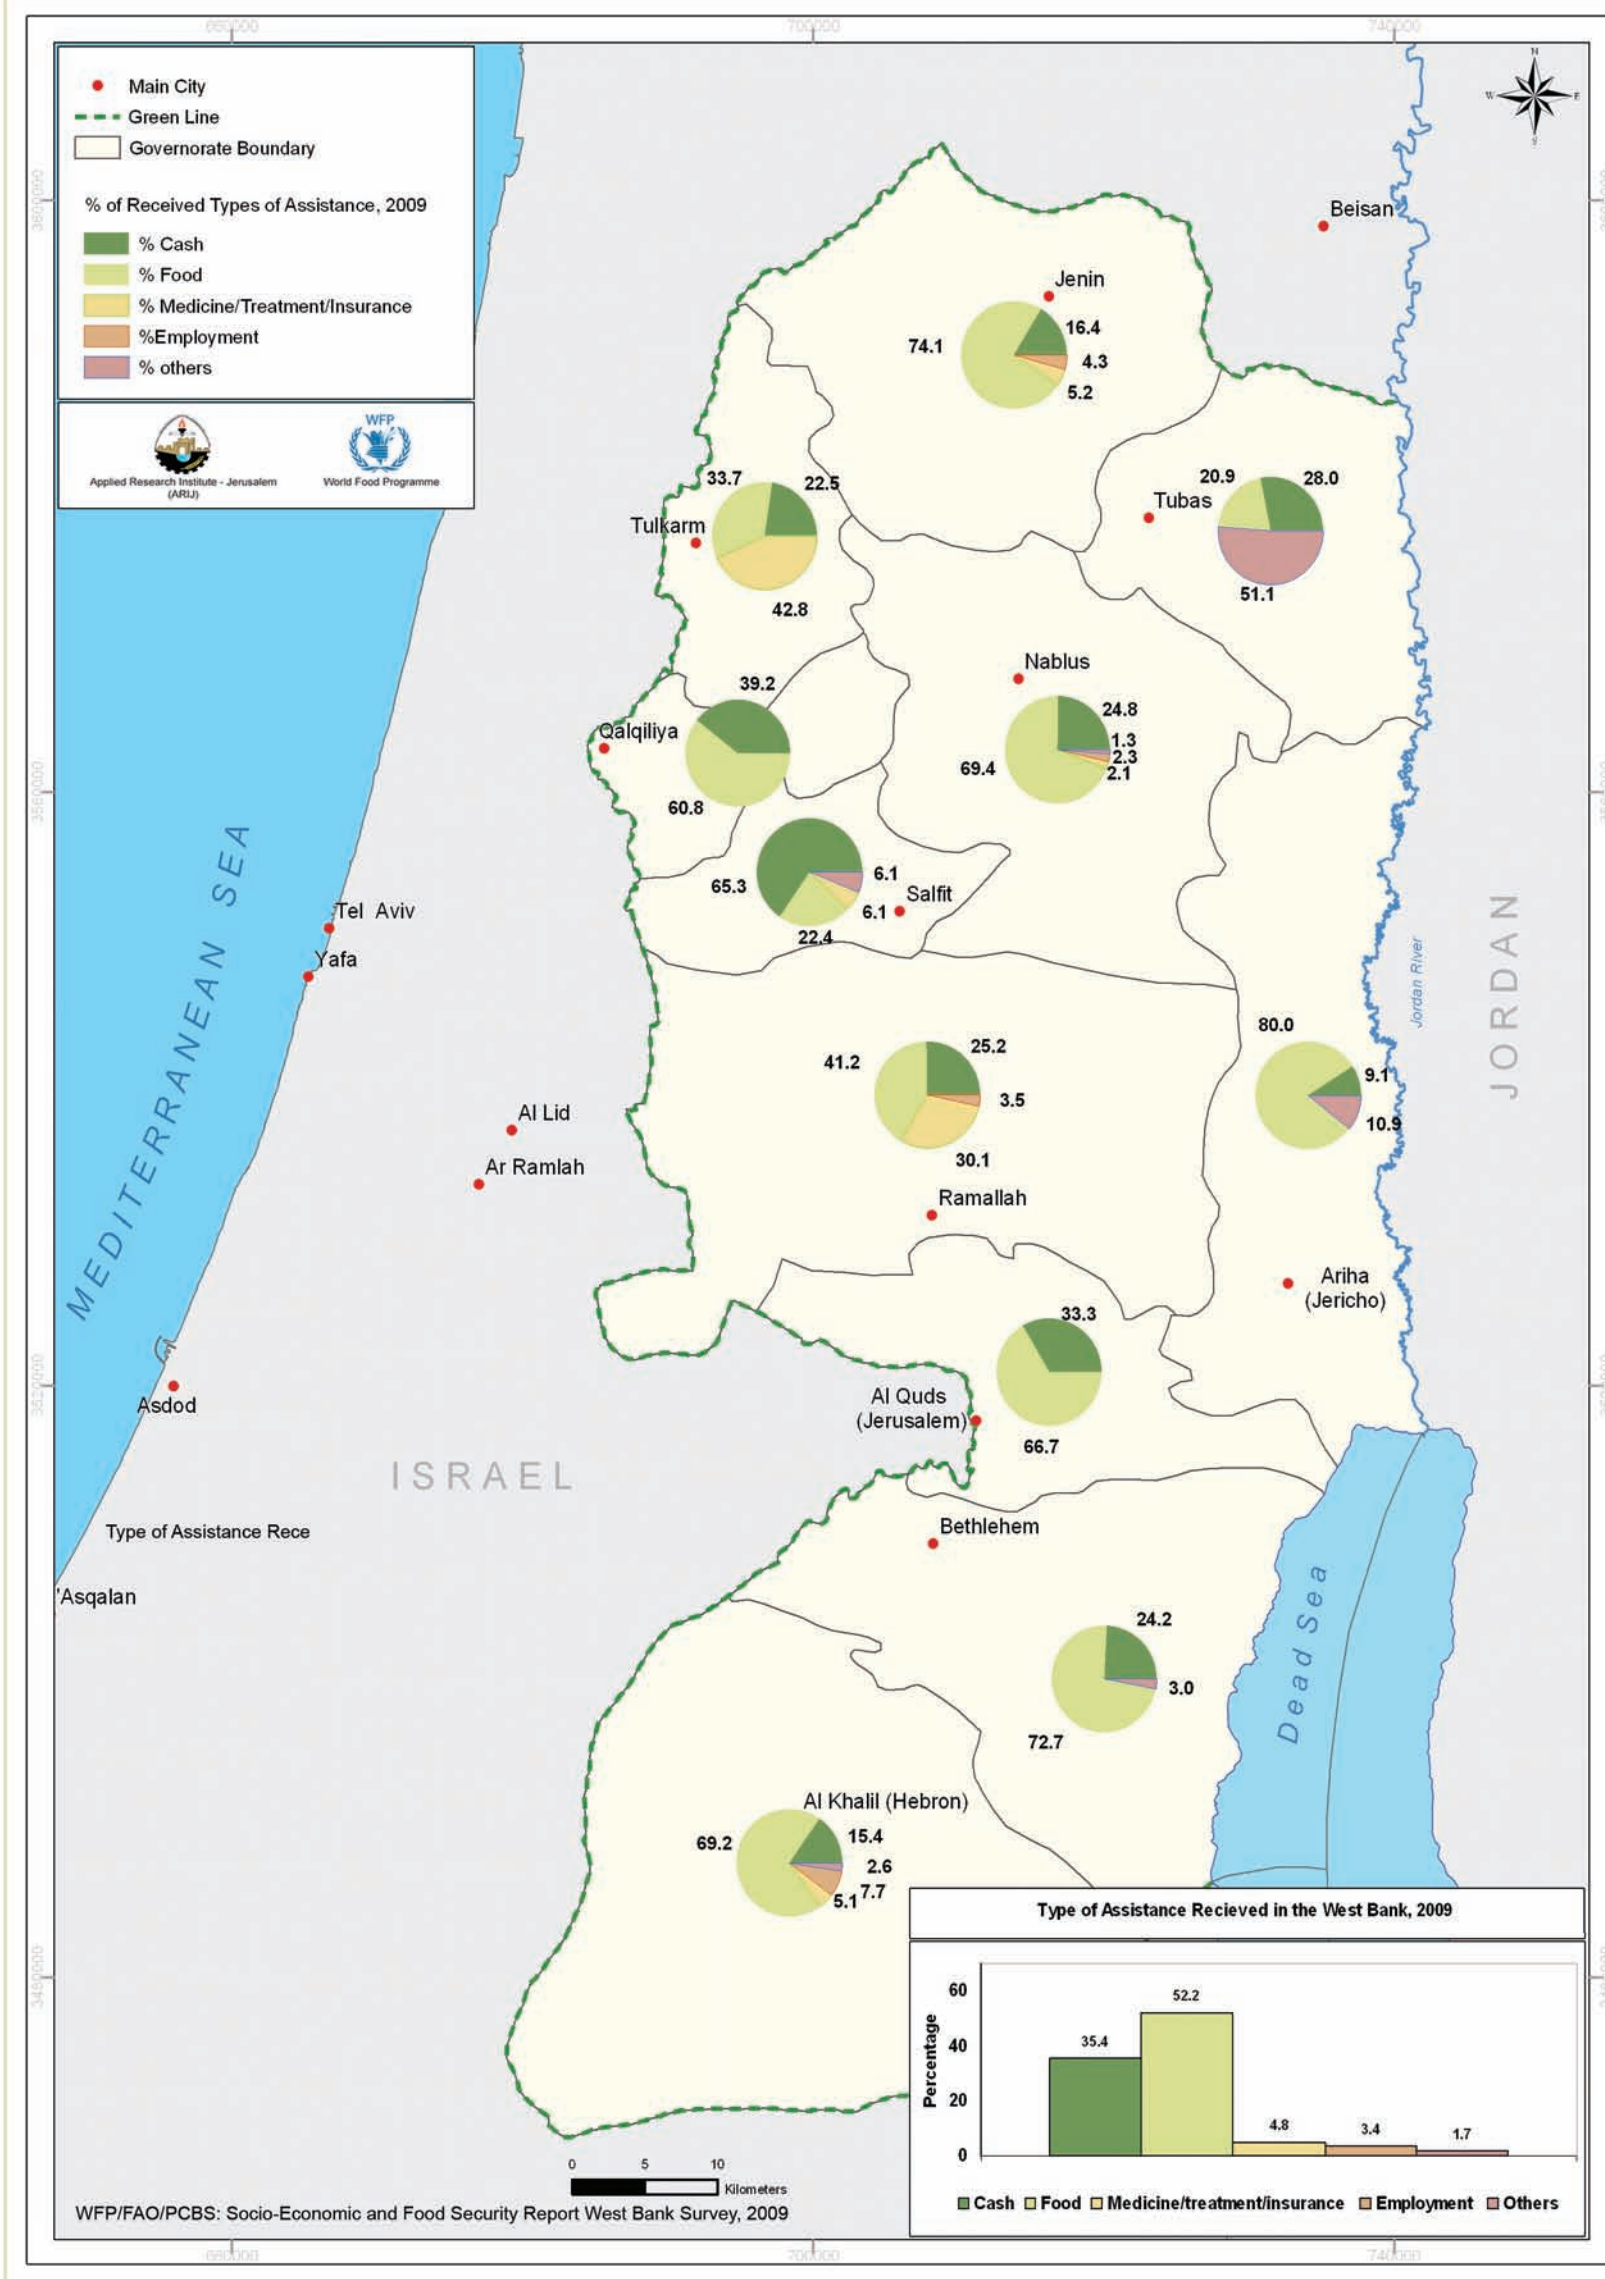 660000
700000
740000
Main City
Green Line
Governorate Boundary
% of Received Types of Assistance, 2009
% Cash
% Food
% Medicine/Treatment/Insurance
%Employment
% others
Applied Research Institute - Jerusalem
(ARIJ)
WFP
World Food Programme
N
W
E
S
Beisan
Jenin
74.1
16.4
4.3
5.2
33.7
22.5
Tulkarm
42.8
20.9
28.0
Tubas
51.1
39.2
Qalqiliya
60.8
Nablus
24.8
1.3
2.3
2.1
69.4
65.3
6.1
Salfit
6.1
22.4
MEDITERRANEAN SEA
Tel Aviv
Yafa
Jordan River
JORDAN
80.0
9.1
10.9
41.2
25.2
3.5
30.1
Al Lid
Ar Ramlah
Ramallah
Ariha
(Jericho)
33.3
Al Quds
(Jerusalem)
66.7
Asdod
ISRAEL
Type of Assistance Rece
'Asqalan
Bethlehem
24.2
3.0
72.7
Dead Sea
Al Khalil (Hebron)
69.2
15.4
2.6
7.7
5.1
Type of Assistance Recieved in the West Bank, 2009
Percentage
60
40
20
0
35.4
52.2
4.8
3.4
1.7
Cash Food Medicine/treatment/insurance Employment Others
0 5 10
Kilometers
WFP/FAO/PCBS: Socio-Economic and Food Security Report West Bank Survey, 2009
3600000
3560000
3520000
3480000
660000
700000
740000